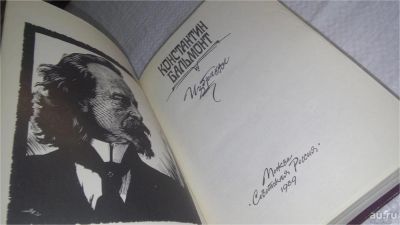 КОНСТАНТИН
БАЛЬМОНТ
Избранное
Москва
"Советская Россия"
1989
au.ru